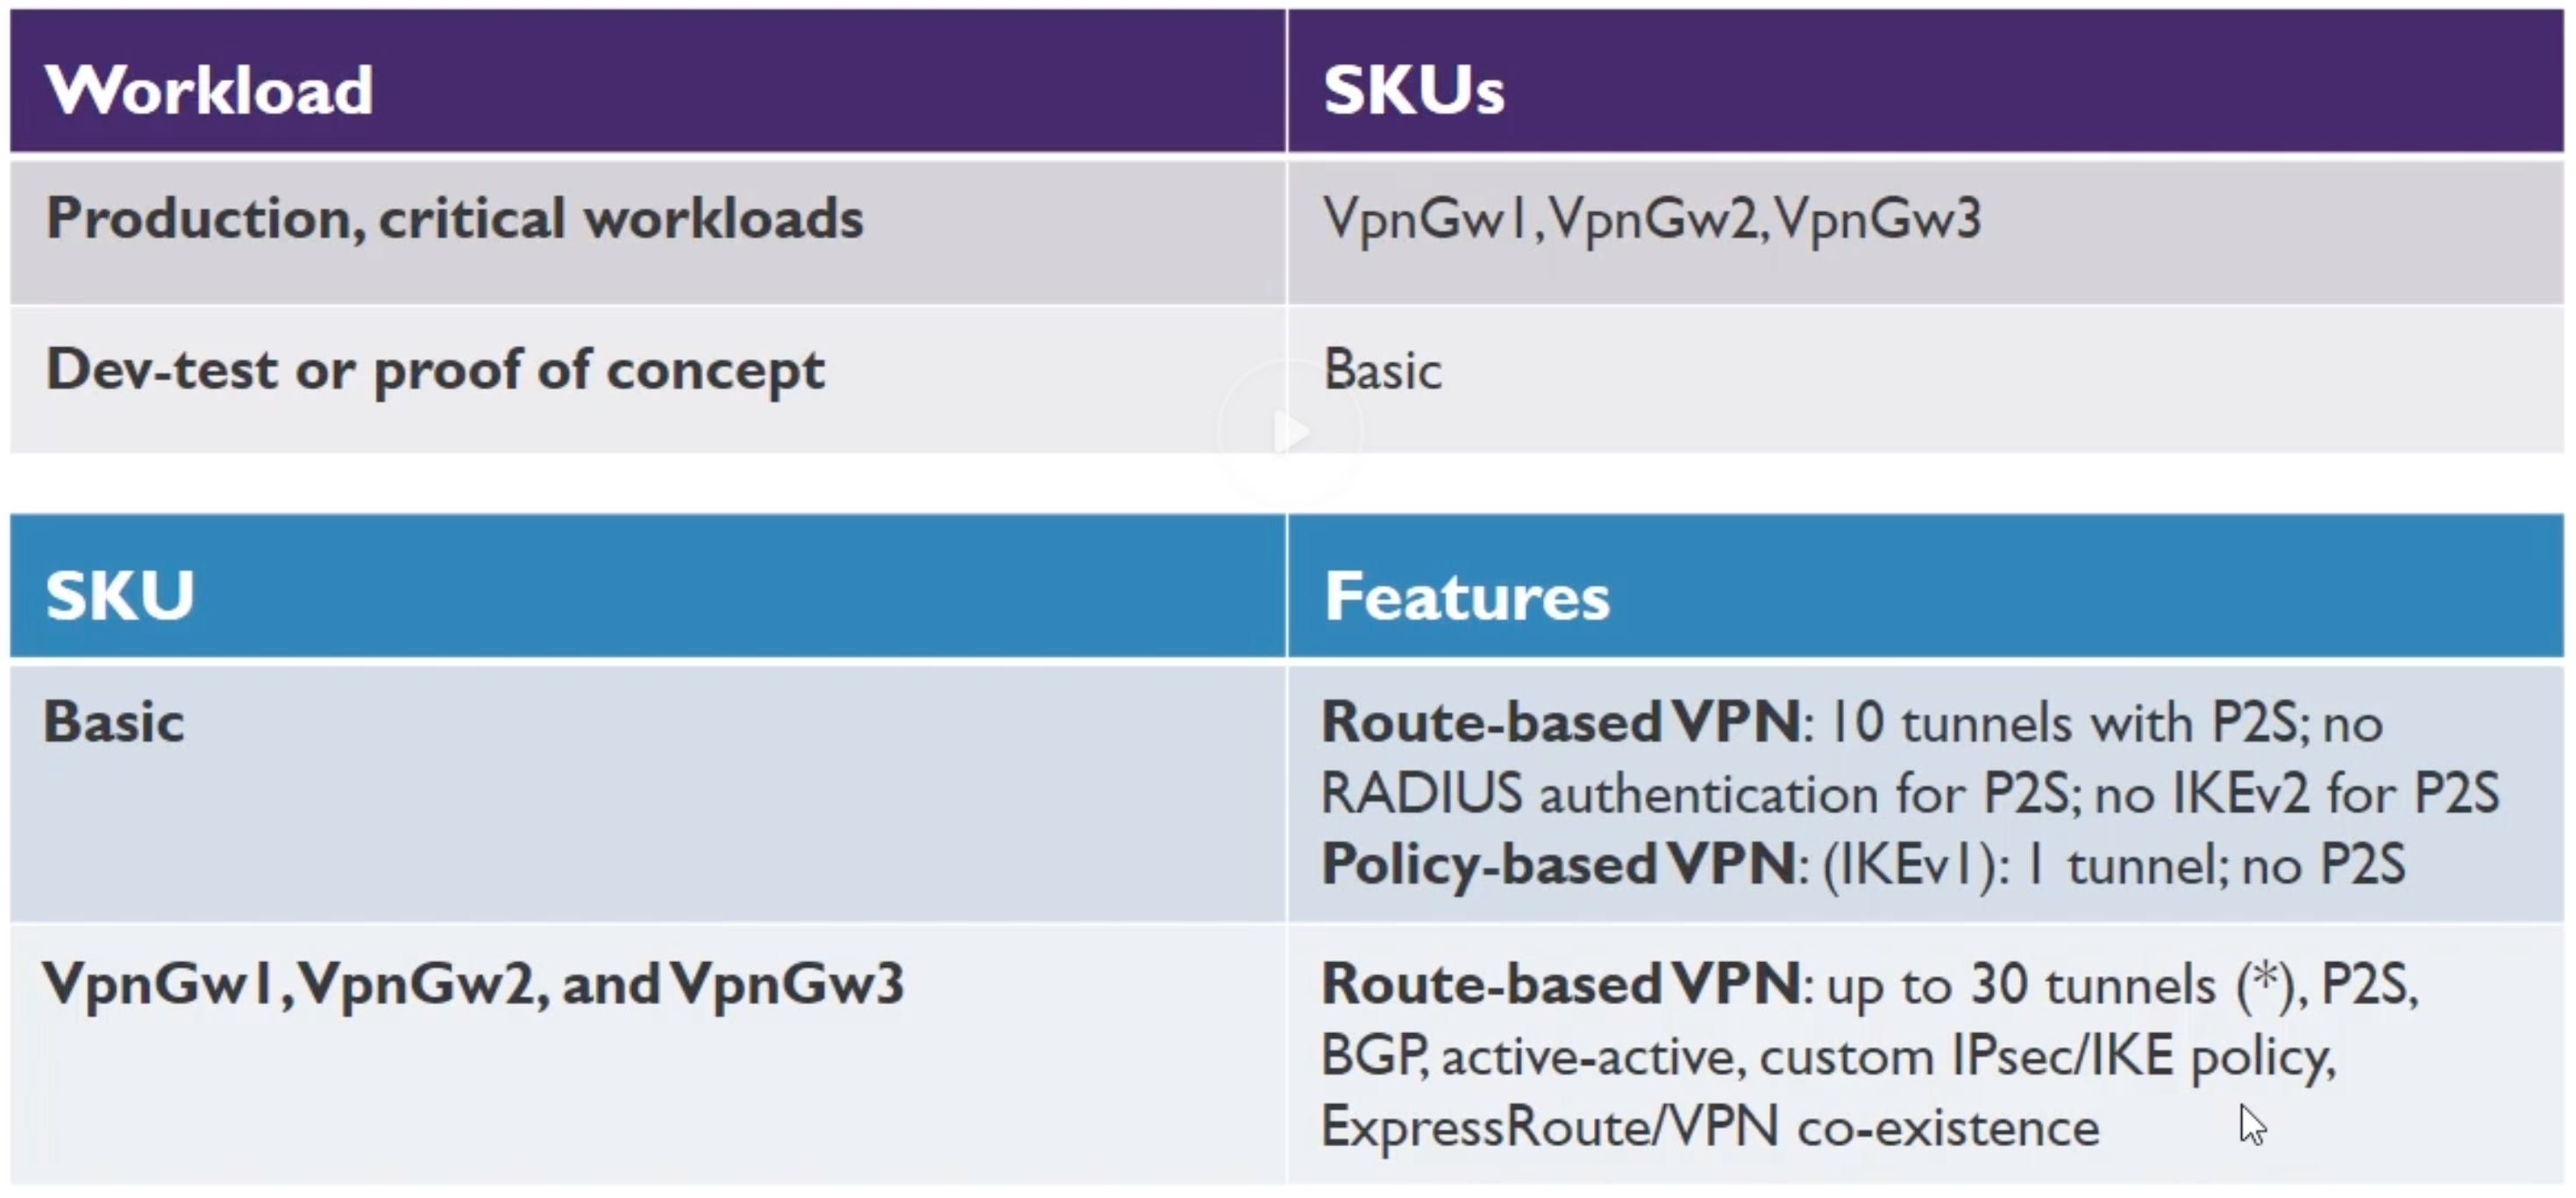 Workload
SKUs
Production, critical workloads
VpnGw1, VpnGw2, VpnGw3
Dev-test or proof of concept
Basic
SKU
Features
Basic
Route-based VPN: 10 tunnels with P2S; no
RADIUS authentication for P2S; no IKEv2 for P2S
Policy-based VPN: (IKEv1): 1 tunnel; no P2S
VpnGw1, VpnGw2, and VpnGw3
Route-based VPN: up to 30 tunnels (*), P2S,
BGP, active-active, custom IPsec/IKE policy,
ExpressRoute/VPN co-existence